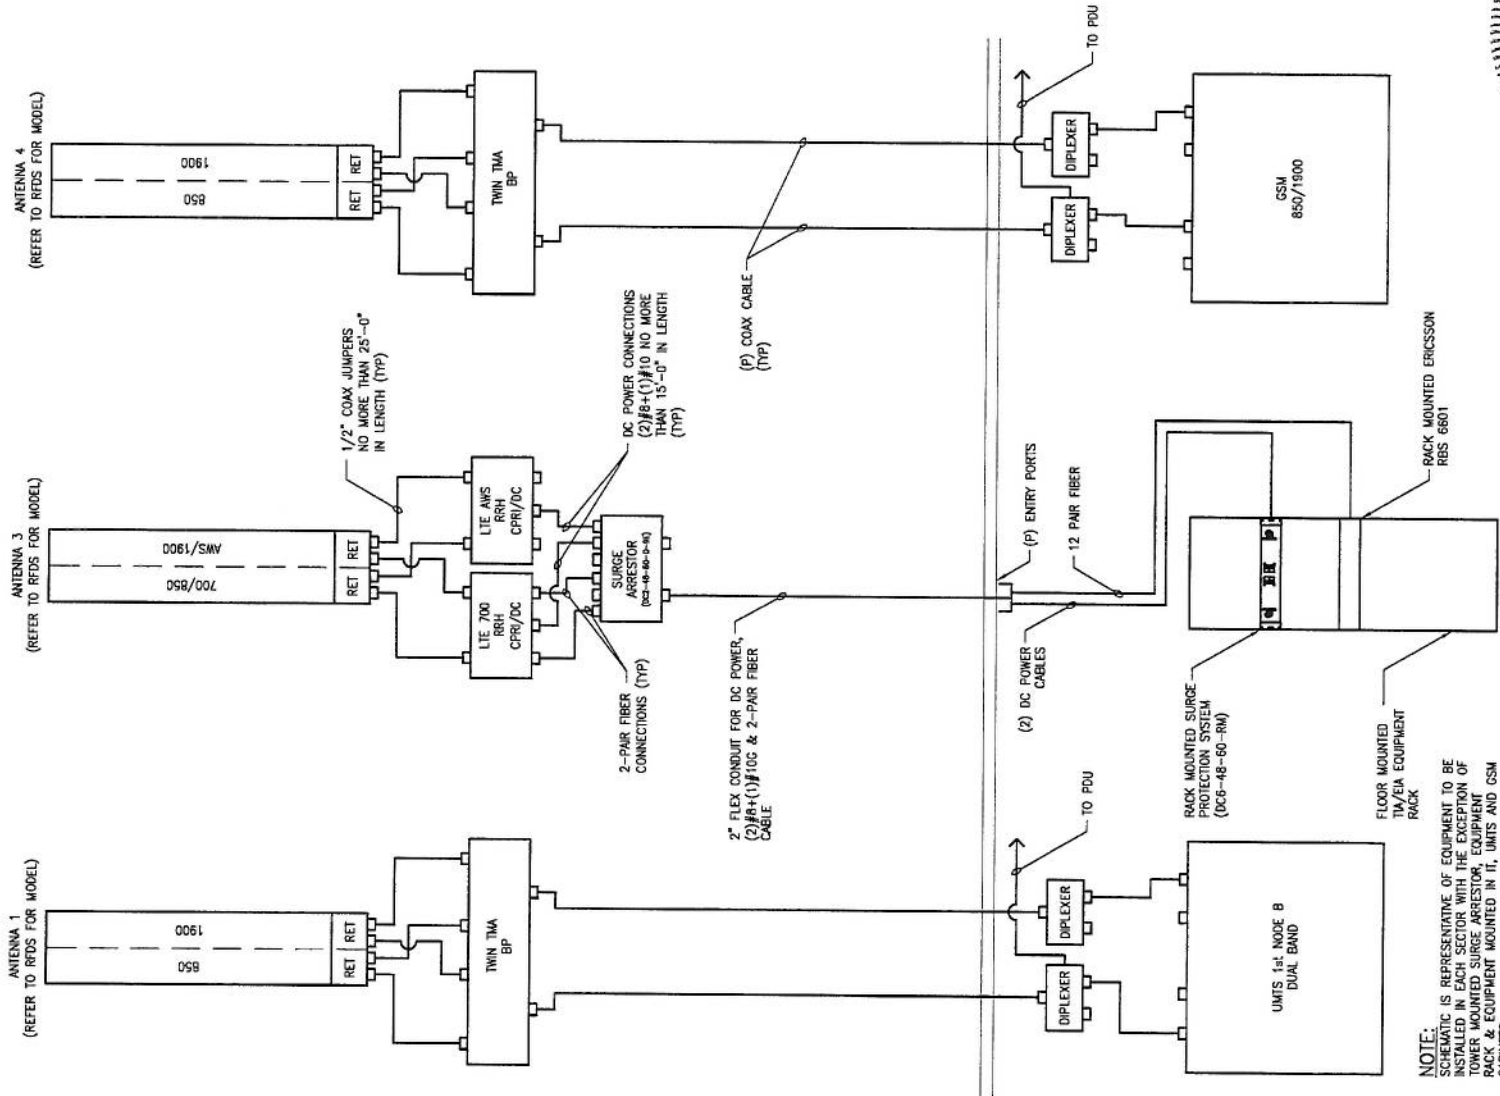 ANTENNA 1
(REFER TO RFDS FOR MODEL)
850
1900
RET
RET
TWIN TMA
BP
TO PDU
DIPLEXER
DIPLEXER
UMTS 1st NODE B
DUAL BAND
ANTENNA 3
(REFER TO RFDS FOR MODEL)
700/850
AWS/1900
RET
RET
1/2" COAX JUMPERS
NO MORE THAN 25'-0"
IN LENGTH (TYP)
LTE 700
RRH
CPRI/DC
LTE AWS
RRH
CPRI/DC
DC POWER CONNECTIONS
(2)#8+(1)#10 NO MORE
THAN 15'-0" IN LENGTH
(TYP)
SURGE
ARRESTOR
2-PAIR FIBER
CONNECTIONS (TYP)
2" FLEX CONDUIT FOR DC POWER,
(2)#8+(1)#10G & 2-PAIR FIBER
CABLE
(P) ENTRY PORTS
(2) DC POWER
CABLES
12 PAIR FIBER
RACK MOUNTED SURGE
PROTECTION SYSTEM
(DC6-48-60-RM)
RACK MOUNTED ERICSSON
RBS 6601
FLOOR MOUNTED
TIA/EIA EQUIPMENT
RACK
ANTENNA 4
(REFER TO RFDS FOR MODEL)
850
1900
RET
RET
TWIN TMA
BP
(P) COAX CABLE
(TYP)
TO PDU
DIPLEXER
DIPLEXER
GSM
850/1900
NOTE:
SCHEMATIC IS REPRESENTATIVE OF EQUIPMENT TO BE
INSTALLED IN EACH SECTOR WITH THE EXCEPTION OF
TOWER MOUNTED SURGE ARRESTOR, EQUIPMENT
RACK & EQUIPMENT MOUNTED IN IT, UMTS AND GSM